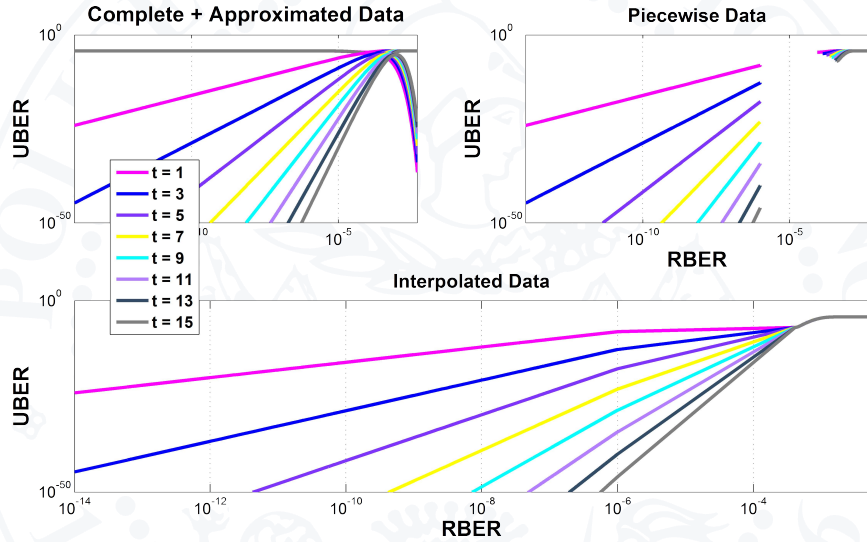 Complete + Approximated Data
Piecewise Data
10^0
UBER
10^-50
10^-5
t = 1
t = 3
t = 5
t = 7
t = 9
t = 11
t = 13
t = 15
10^0
UBER
10^-50
10^-10
10^-5
RBER
Interpolated Data
10^0
UBER
10^-50
10^-14
10^-12
10^-10
10^-8
10^-6
10^-4
RBER